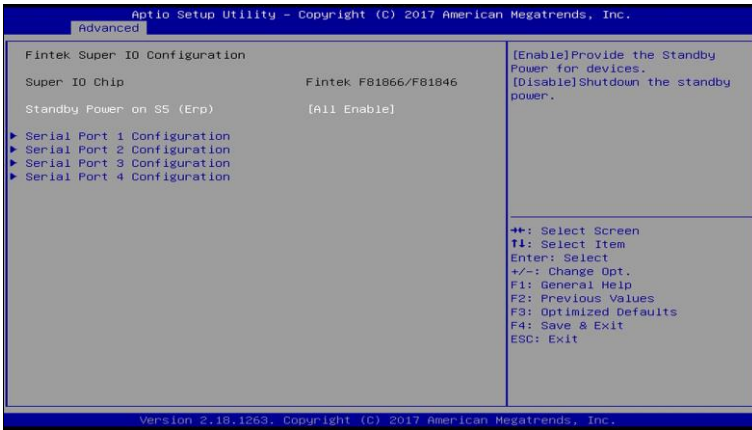 Aptio Setup Utility – Copyright (C) 2017 American Megatrends, Inc.
Advanced
Fintek Super IO Configuration
Super IO Chip Fintek F81866/F81846
Standby Power on S5 (Erp) [All Enable]
▶ Serial Port 1 Configuration
▶ Serial Port 2 Configuration
▶ Serial Port 3 Configuration
▶ Serial Port 4 Configuration
[Enable]Provide the Standby
Power for devices.
[Disable]Shutdown the standby
power.
→←: Select Screen
↑↓: Select Item
Enter: Select
+/-: Change Opt.
F1: General Help
F2: Previous Values
F3: Optimized Defaults
F4: Save & Exit
ESC: Exit
Version 2.18.1263. Copyright (C) 2017 American Megatrends, Inc.